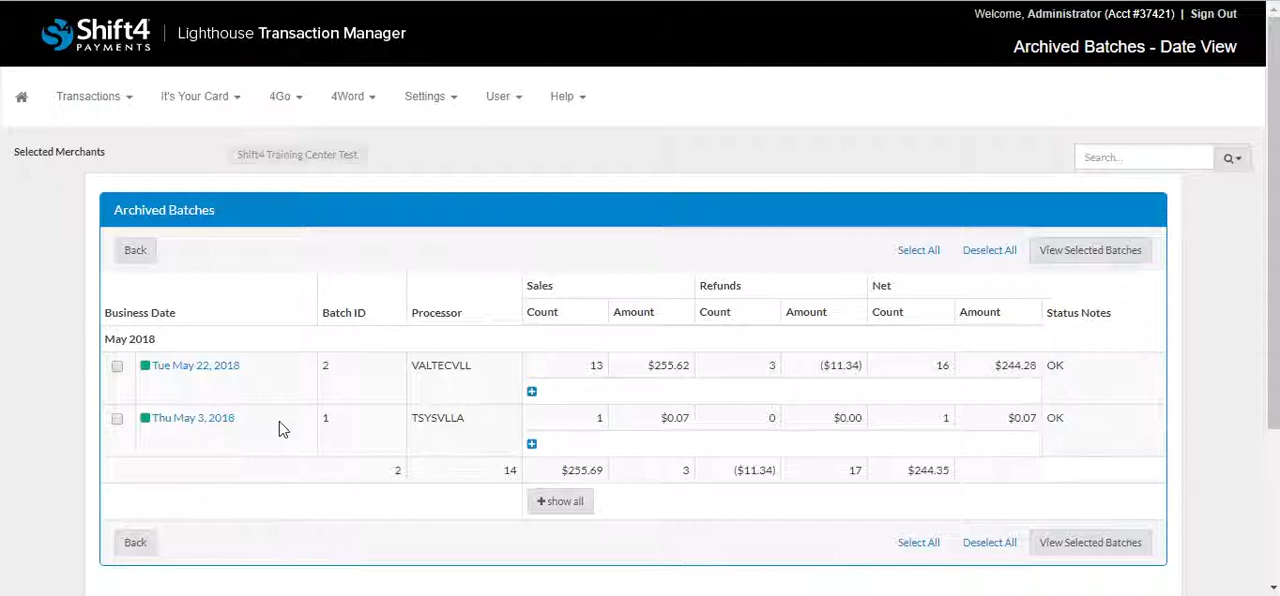 Welcome, Administrator (Acct #37421) | Sign Out
Shift4 PAYMENTS Lighthouse Transaction Manager
Archived Batches - Date View
Transactions It's Your Card 4Go 4Word Settings User Help
Selected Merchants Shift4 Training Center Test Search...
Archived Batches
Back Select All Deselect All View Selected Batches
Sales Refunds Net
Business Date Batch ID Processor Count Amount Count Amount Count Amount Status Notes
May 2018
Tue May 22, 2018 2 VALTECVLL 13 $255.62 3 ($11.34) 16 $244.28 OK
Thu May 3, 2018 1 TSYSVLLA 1 $0.07 0 $0.00 1 $0.07 OK
2 14 $255.69 3 ($11.34) 17 $244.35
+ show all
Back Select All Deselect All View Selected Batches